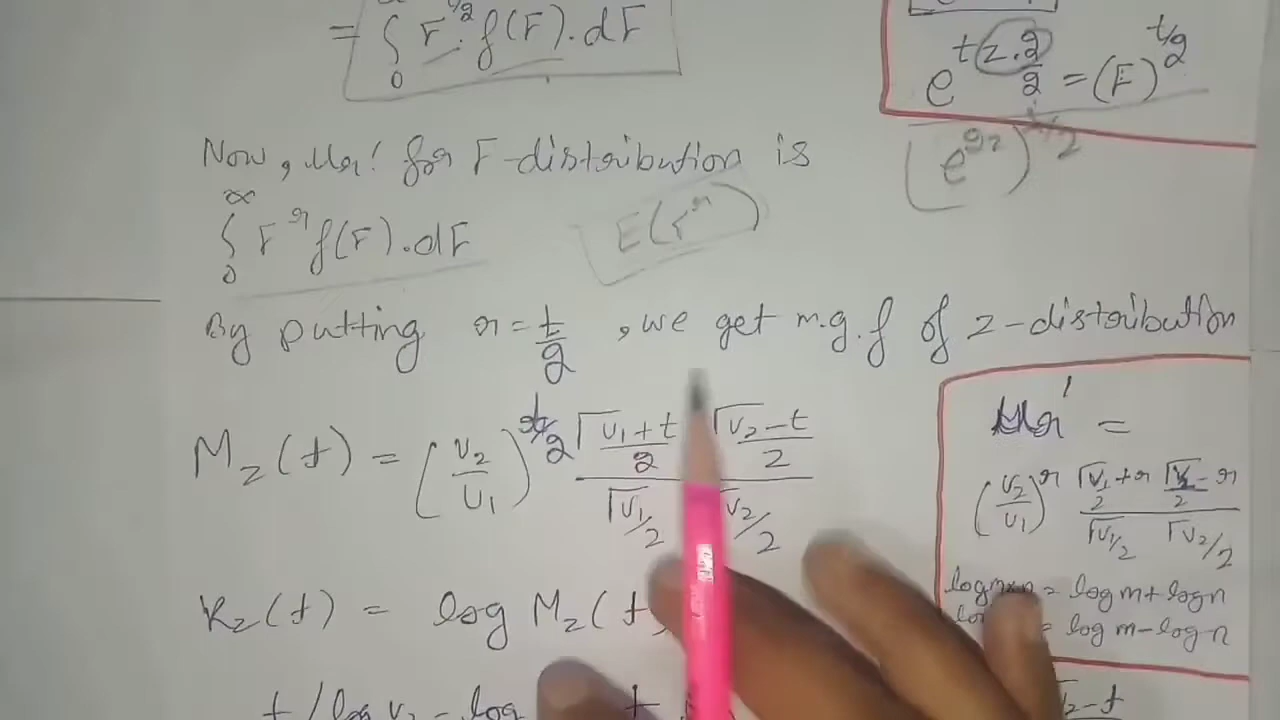 = ∫₀ F^{t/2} . f(F) . dF
e^{t z . 2/2} = (F)^{t/2}
(e^{2z})^{t/2}
Now, μr' for F-distribution is
∫₀^∞ F^r f(F) . dF
E(F^r)
By putting r = t/2 , we get m.g.f of z-distribution
M_z(t) = (v₂/v₁)^{t/2} Γ(v₁+t)/2 Γ(v₂-t)/2 / Γv₁/2 Γv₂/2
μr' =
(v₂/v₁)^r Γv₁/2 + r Γv₂/2 - r / Γv₁/2 Γv₂/2
log m×n = log m + log n
= log m - log n
K_z(t) = log M_z(t)